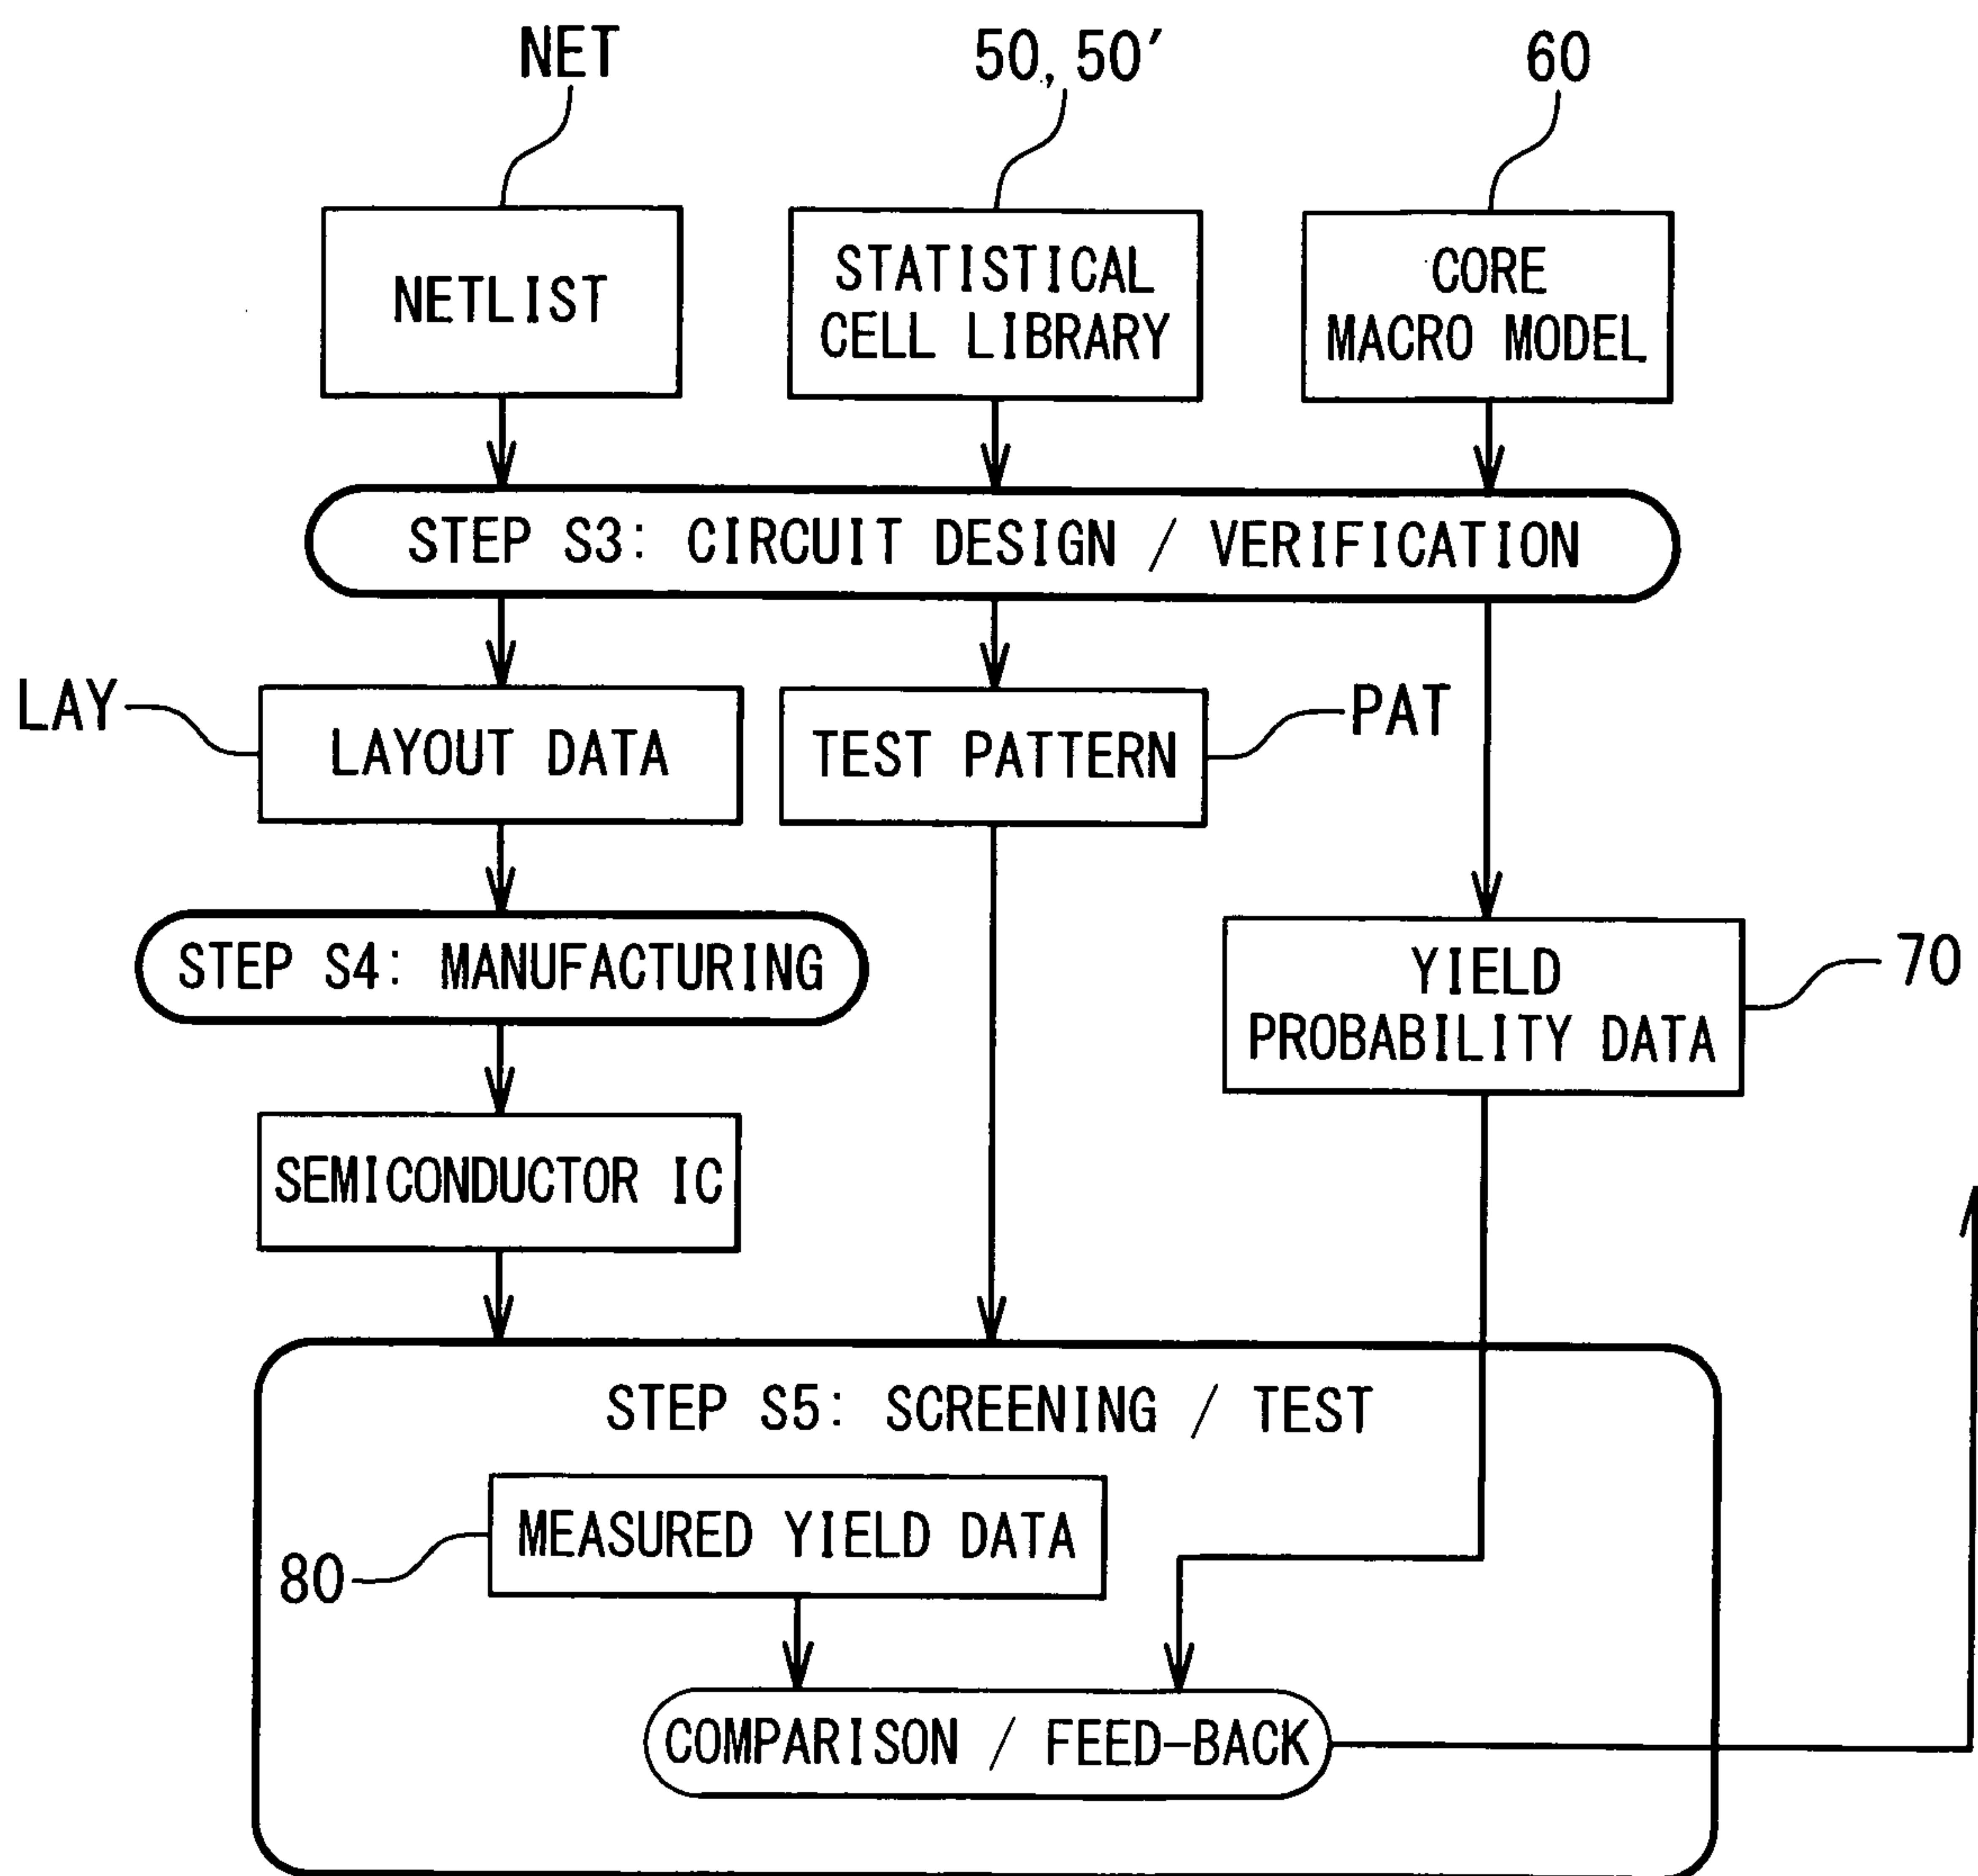 NET
50, 50′
60
NETLIST
STATISTICAL
CELL LIBRARY
CORE
MACRO MODEL
STEP S3: CIRCUIT DESIGN / VERIFICATION
LAY
LAYOUT DATA
TEST PATTERN
PAT
STEP S4: MANUFACTURING
YIELD
PROBABILITY DATA
70
SEMICONDUCTOR IC
STEP S5: SCREENING / TEST
MEASURED YIELD DATA
80
COMPARISON / FEED-BACK